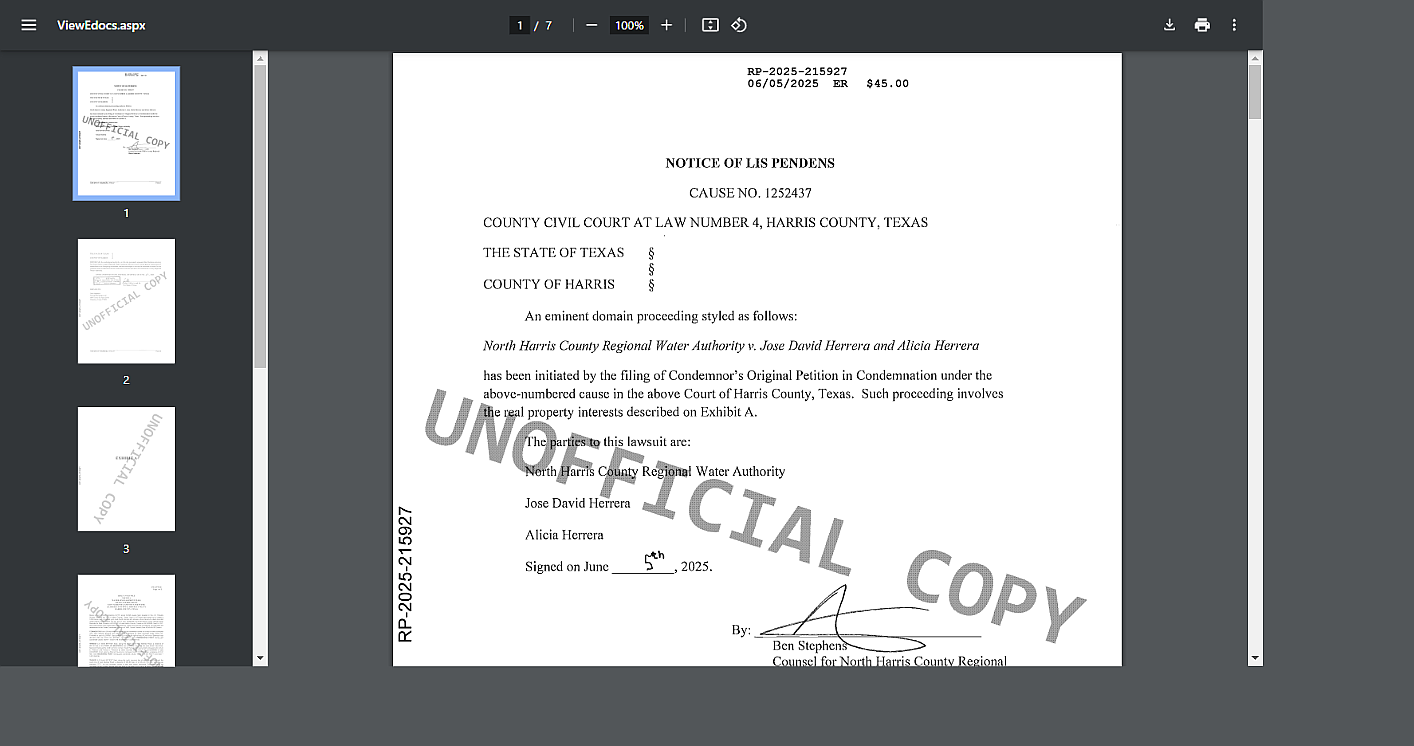 ViewEdocs.aspx
1 / 7
100%
1
2
3
RP-2025-215927
06/05/2025 ER $45.00
NOTICE OF LIS PENDENS
CAUSE NO. 1252437
COUNTY CIVIL COURT AT LAW NUMBER 4, HARRIS COUNTY, TEXAS
THE STATE OF TEXAS §
§
COUNTY OF HARRIS §
An eminent domain proceeding styled as follows:
North Harris County Regional Water Authority v. Jose David Herrera and Alicia Herrera
has been initiated by the filing of Condemnor's Original Petition in Condemnation under the
above-numbered cause in the above Court of Harris County, Texas. Such proceeding involves
the real property interests described on Exhibit A.
The parties to this lawsuit are:
North Harris County Regional Water Authority
Jose David Herrera
Alicia Herrera
Signed on June 5th, 2025.
By:
Ben Stephens
Counsel for North Harris County Regional
RP-2025-215927
UNOFFICIAL COPY
UNOFFICIAL COPY
UNOFFICIAL COPY
UNOFFICIAL COPY